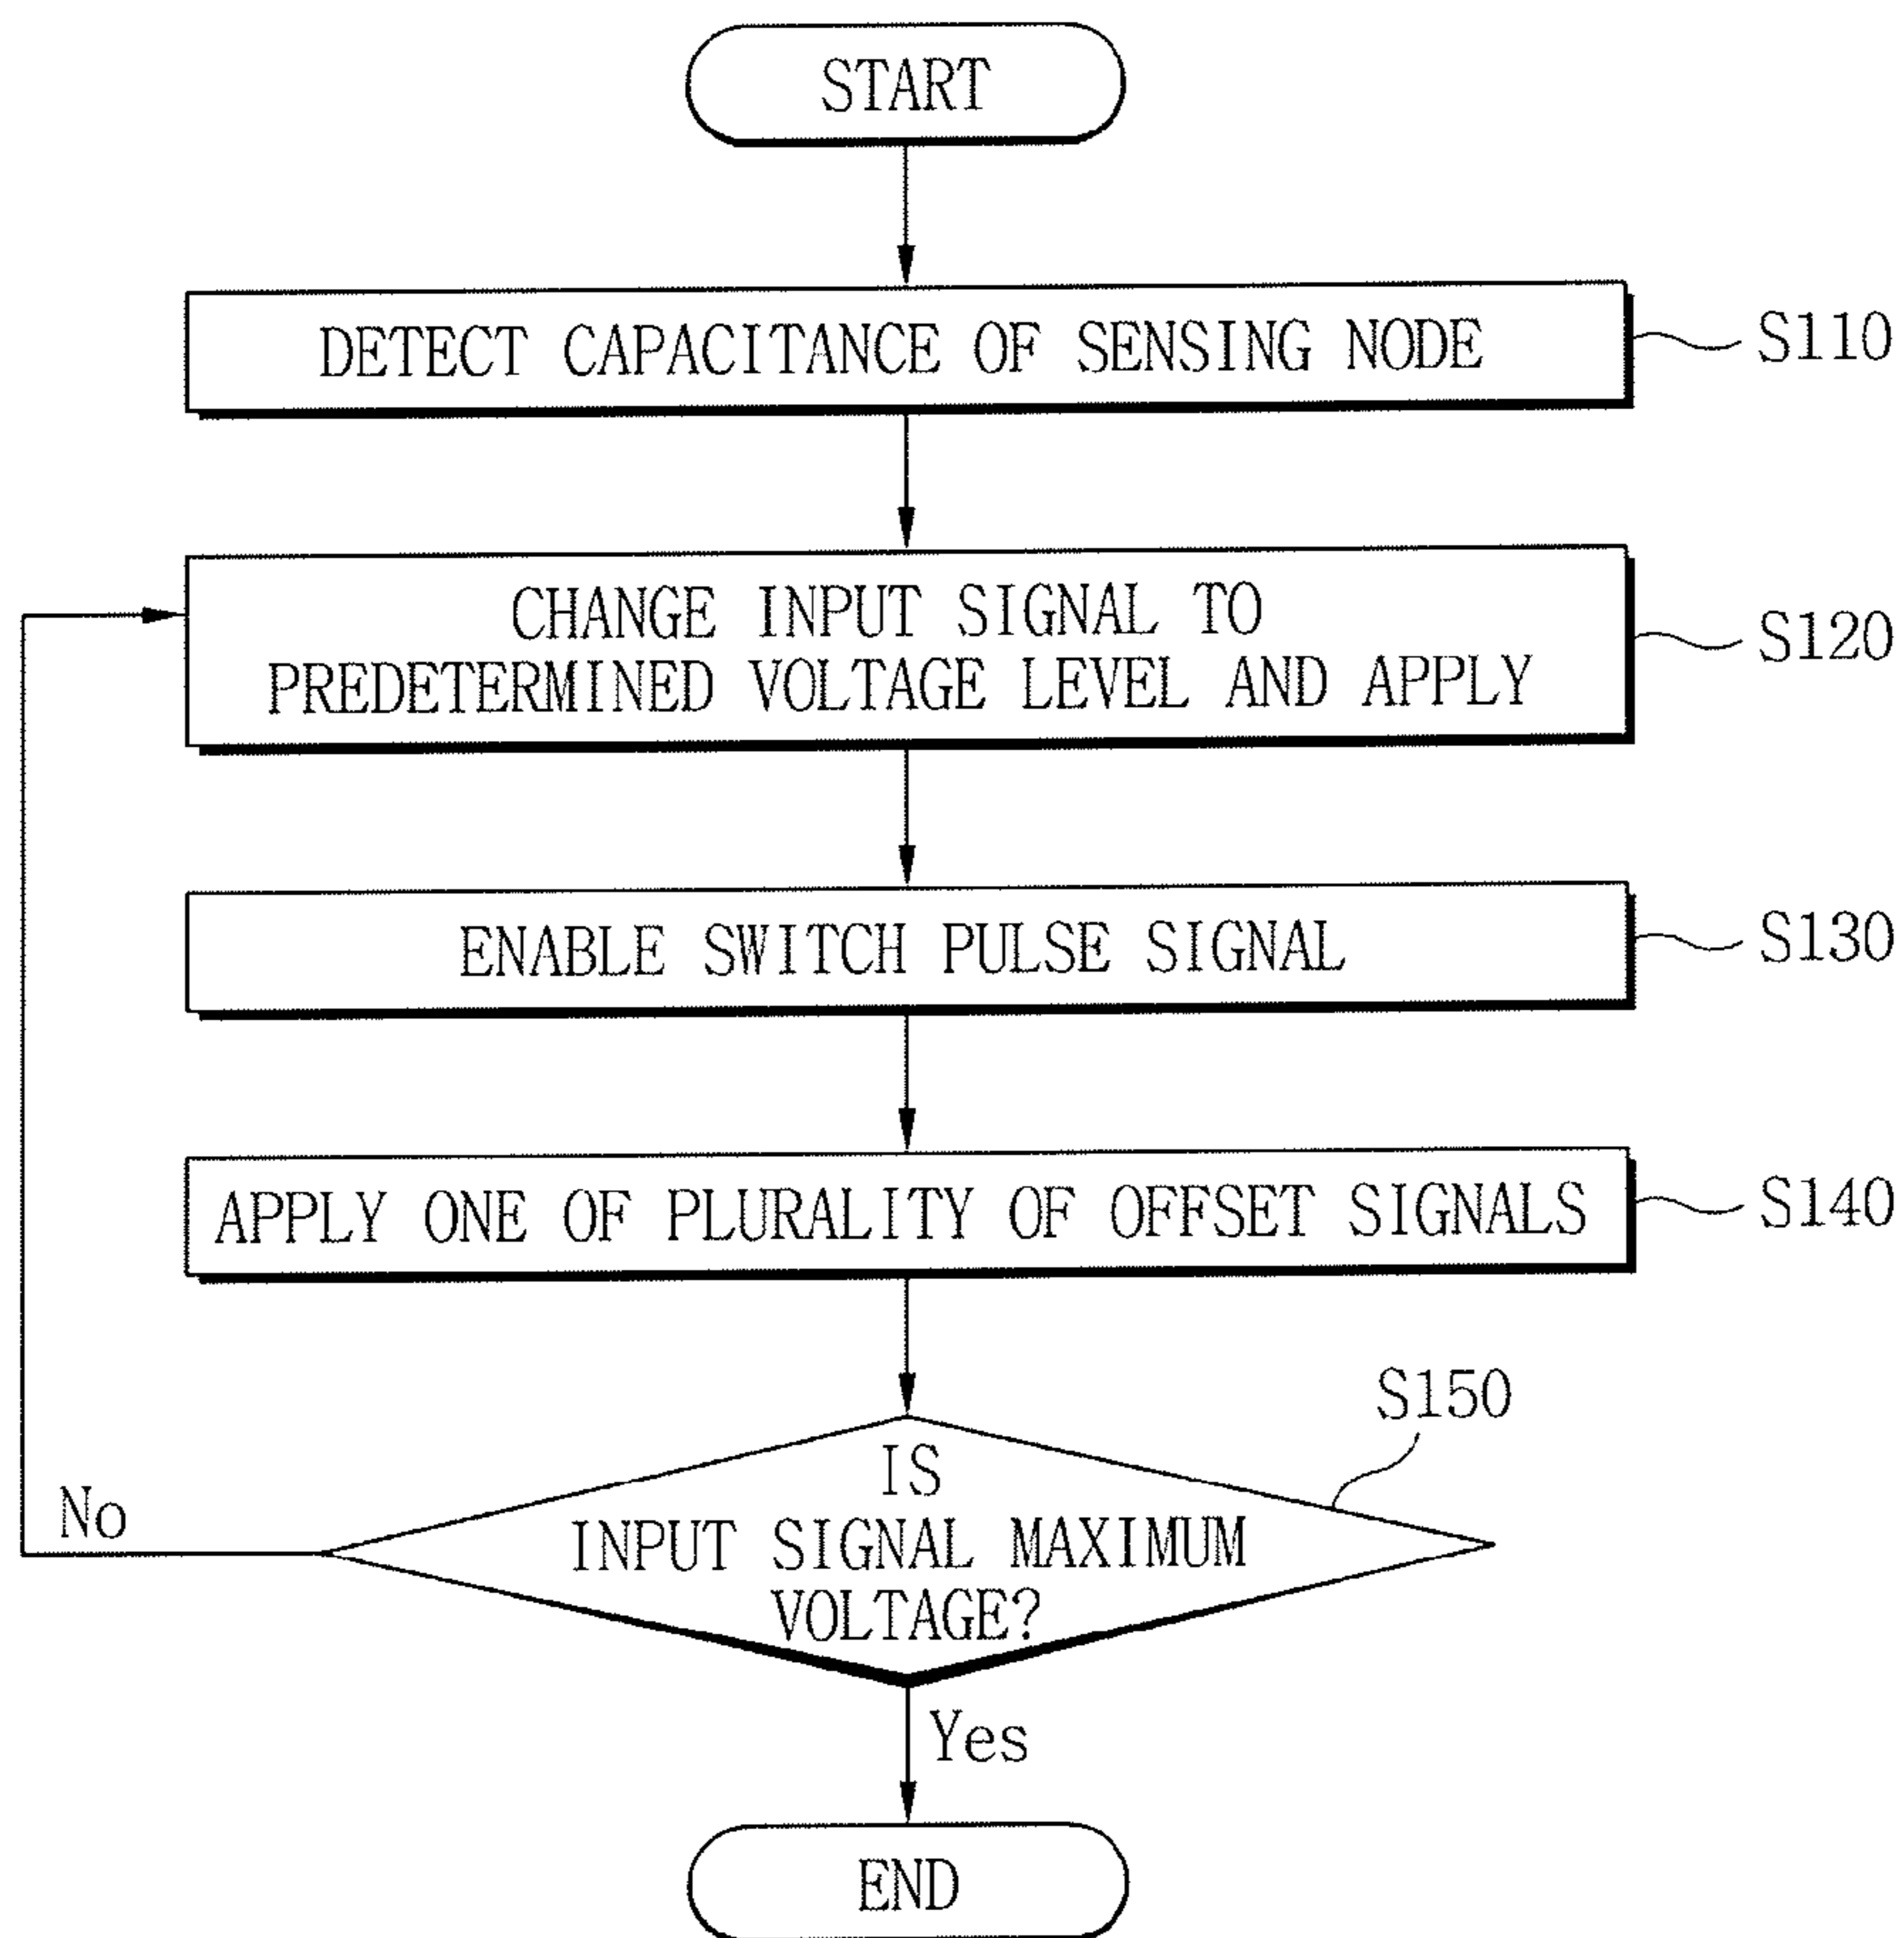 START
DETECT CAPACITANCE OF SENSING NODE
S110
CHANGE INPUT SIGNAL TO
PREDETERMINED VOLTAGE LEVEL AND APPLY
S120
ENABLE SWITCH PULSE SIGNAL
S130
APPLY ONE OF PLURALITY OF OFFSET SIGNALS
S140
S150
IS
INPUT SIGNAL MAXIMUM
VOLTAGE?
No
Yes
END